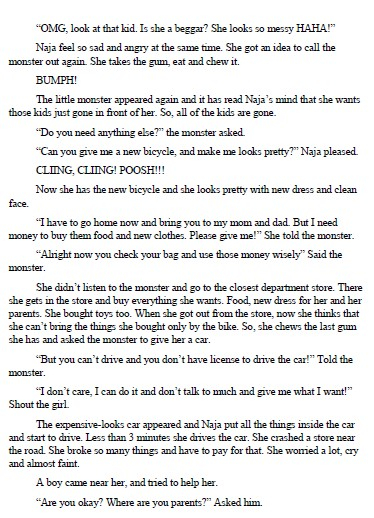 “OMG, look at that kid. Is she a beggar? She looks so messy HAHA!”
Naja feel so sad and angry at the same time. She got an idea to call the
monster out again. She takes the gum, eat and chew it.
BUMPH!
The little monster appeared again and it has read Naja’s mind that she wants
those kids just gone in front of her. So, all of the kids are gone.
“Do you need anything else?” the monster asked.
“Can you give me a new bicycle, and make me looks pretty?” Naja pleased.
CLIING, CLIING! POOSH!!!
Now she has the new bicycle and she looks pretty with new dress and clean
face.
“I have to go home now and bring you to my mom and dad. But I need
money to buy them food and new clothes. Please give me!” She told the monster.
“Alright now you check your bag and use those money wisely” Said the
monster.
She didn’t listen to the monster and go to the closest department store. There
she gets in the store and buy everything she wants. Food, new dress for her and her
parents. She bought toys too. When she got out from the store, now she thinks that
she can’t bring the things she bought only by the bike. So, she chews the last gum
she has and asked the monster to give her a car.
“But you can’t drive and you don’t have license to drive the car!” Told the
monster.
“I don’t care, I can do it and don’t talk to much and give me what I want!”
Shout the girl.
The expensive-looks car appeared and Naja put all the things inside the car
and start to drive. Less than 3 minutes she drives the car. She crashed a store near
the road. She broke so many things and have to pay for that. She worried a lot, cry
and almost faint.
A boy came near her, and tried to help her.
“Are you okay? Where are you parents?” Asked him.